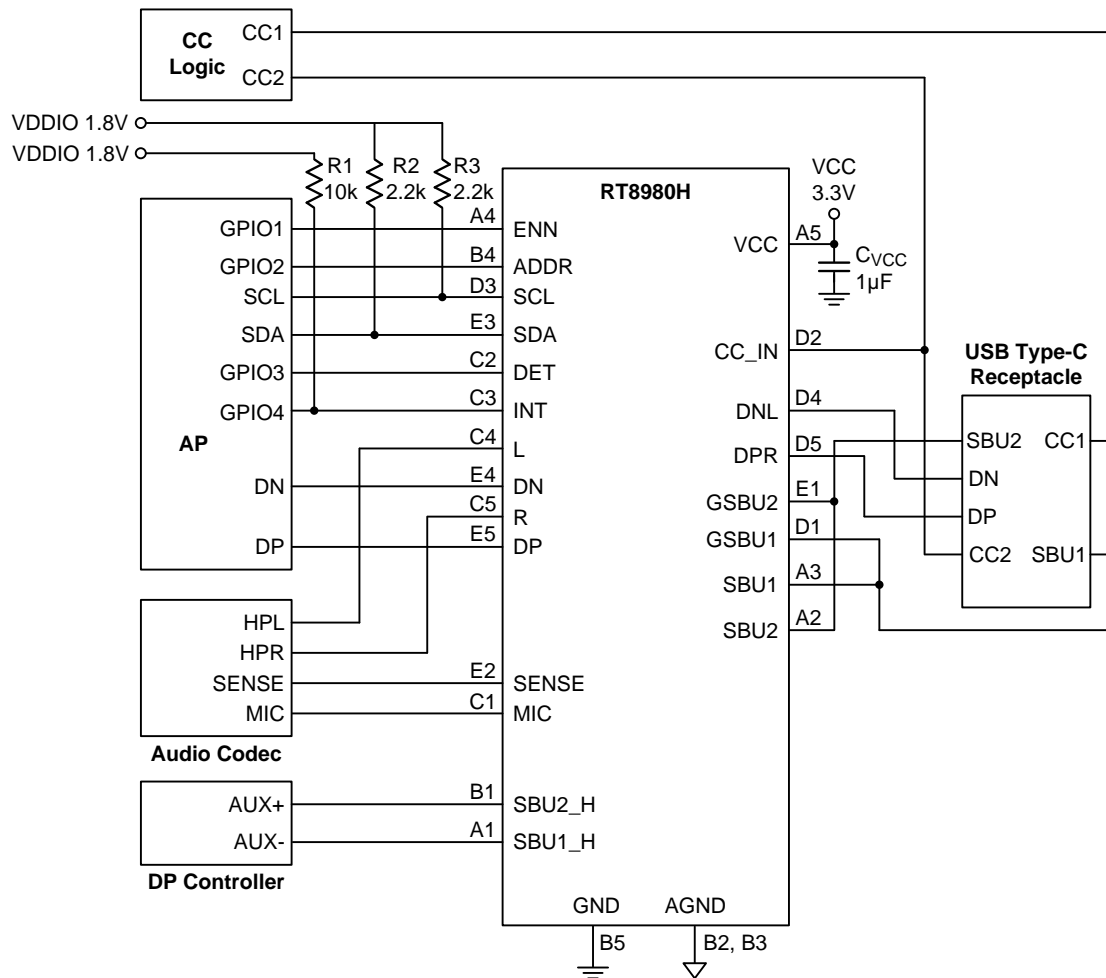 CC Logic
CC1
CC2
VDDIO 1.8V
VDDIO 1.8V
R1
10k
R2
2.2k
R3
2.2k
AP
GPIO1
GPIO2
SCL
SDA
GPIO3
GPIO4
DN
DP
Audio Codec
HPL
HPR
SENSE
MIC
DP Controller
AUX+
AUX-
RT8980H
A4 ENN
B4 ADDR
D3 SCL
E3 SDA
C2 DET
C3 INT
C4 L
E4 DN
C5 R
E5 DP
E2 SENSE
C1 MIC
B1 SBU2_H
A1 SBU1_H
VCC A5
CC_IN D2
DNL D4
DPR D5
GSBU2 E1
GSBU1 D1
SBU1 A3
SBU2 A2
GND
B5
AGND
B2, B3
VCC
3.3V
CVCC
1µF
USB Type-C
Receptacle
SBU2
DN
DP
CC2
CC1
SBU1